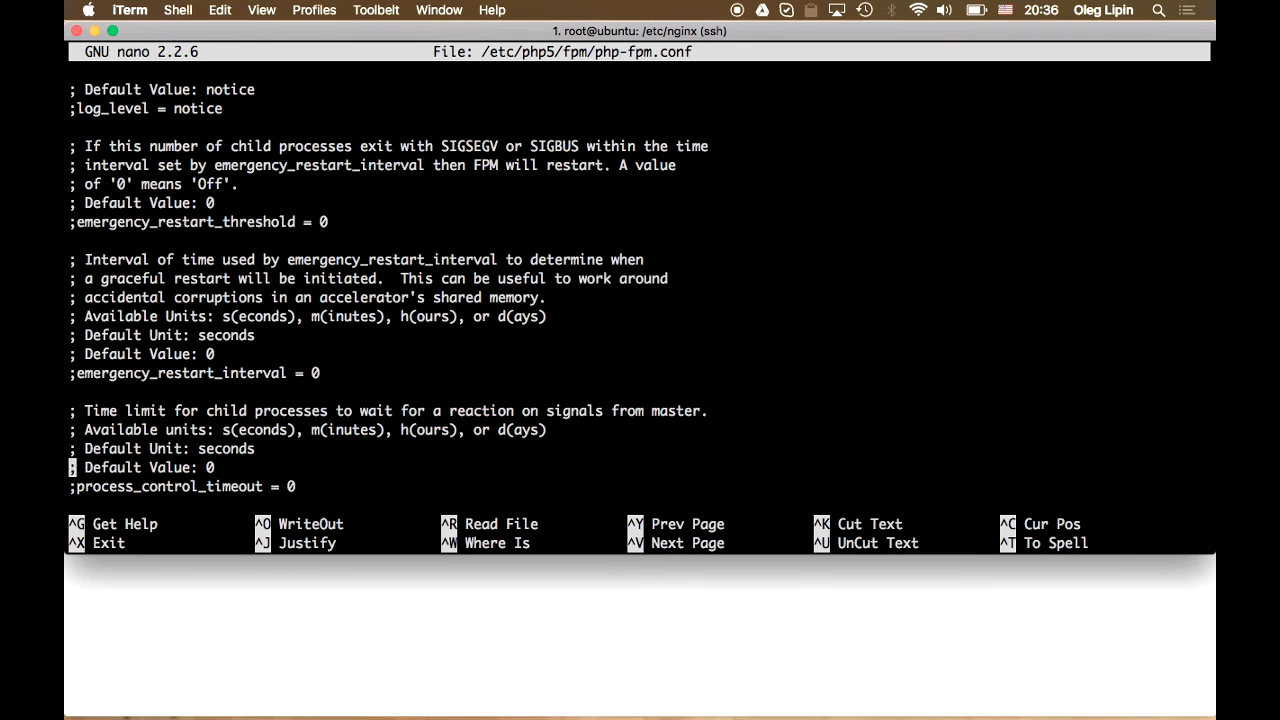 iTerm Shell Edit View Profiles Toolbelt Window Help 20:36 Oleg Lipin
1. root@ubuntu: /etc/nginx (ssh)
GNU nano 2.2.6 File: /etc/php5/fpm/php-fpm.conf
; Default Value: notice
;log_level = notice
; If this number of child processes exit with SIGSEGV or SIGBUS within the time
; interval set by emergency_restart_interval then FPM will restart. A value
; of '0' means 'Off'.
; Default Value: 0
;emergency_restart_threshold = 0
; Interval of time used by emergency_restart_interval to determine when
; a graceful restart will be initiated.  This can be useful to work around
; accidental corruptions in an accelerator's shared memory.
; Available Units: s(econds), m(inutes), h(ours), or d(ays)
; Default Unit: seconds
; Default Value: 0
;emergency_restart_interval = 0
; Time limit for child processes to wait for a reaction on signals from master.
; Available units: s(econds), m(inutes), h(ours), or d(ays)
; Default Unit: seconds
; Default Value: 0
;process_control_timeout = 0
^G Get Help ^O WriteOut ^R Read File ^Y Prev Page ^K Cut Text ^C Cur Pos
^X Exit ^J Justify ^W Where Is ^V Next Page ^U UnCut Text ^T To Spell